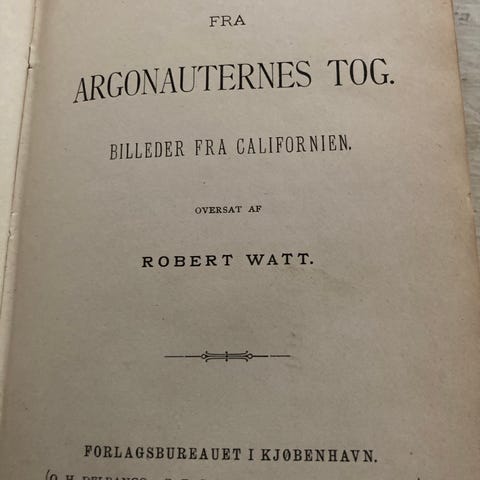 FRA
ARGONAUTERNES TOG.
BILLEDER FRA CALIFORNIEN.
OVERSAT AF
ROBERT WATT.
FORLAGSBUREAUET I KJØBENHAVN.